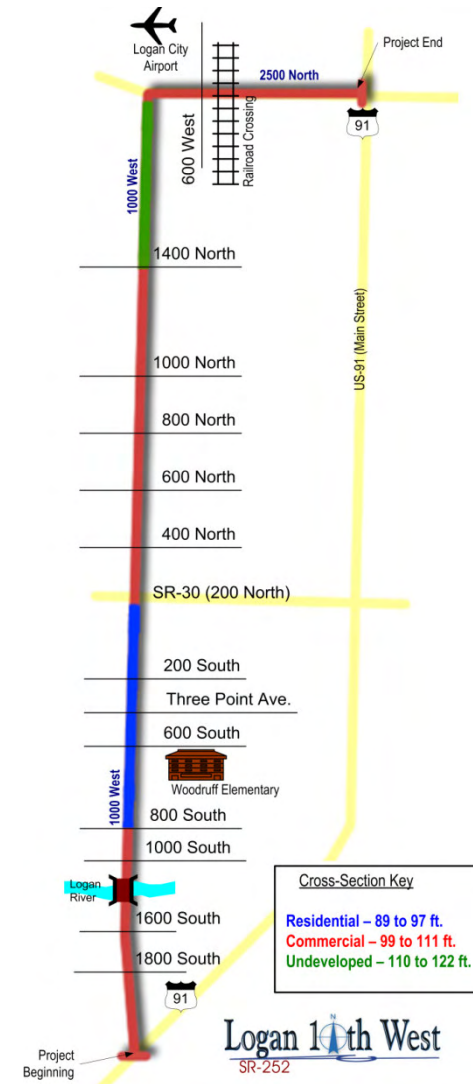 Logan City
Airport
Project End
2500 North
91
600 West
Railroad Crossing
1000 West
1400 North
US-91 (Main Street)
1000 North
800 North
600 North
400 North
SR-30 (200 North)
200 South
Three Point Ave.
600 South
Woodruff Elementary
1000 West
800 South
1000 South
Logan
River
1600 South
1800 South
91
Project
Beginning
Cross-Section Key
Residential – 89 to 97 ft.
Commercial – 99 to 111 ft.
Undeveloped – 110 to 122 ft.
N
Logan 10th West
SR-252